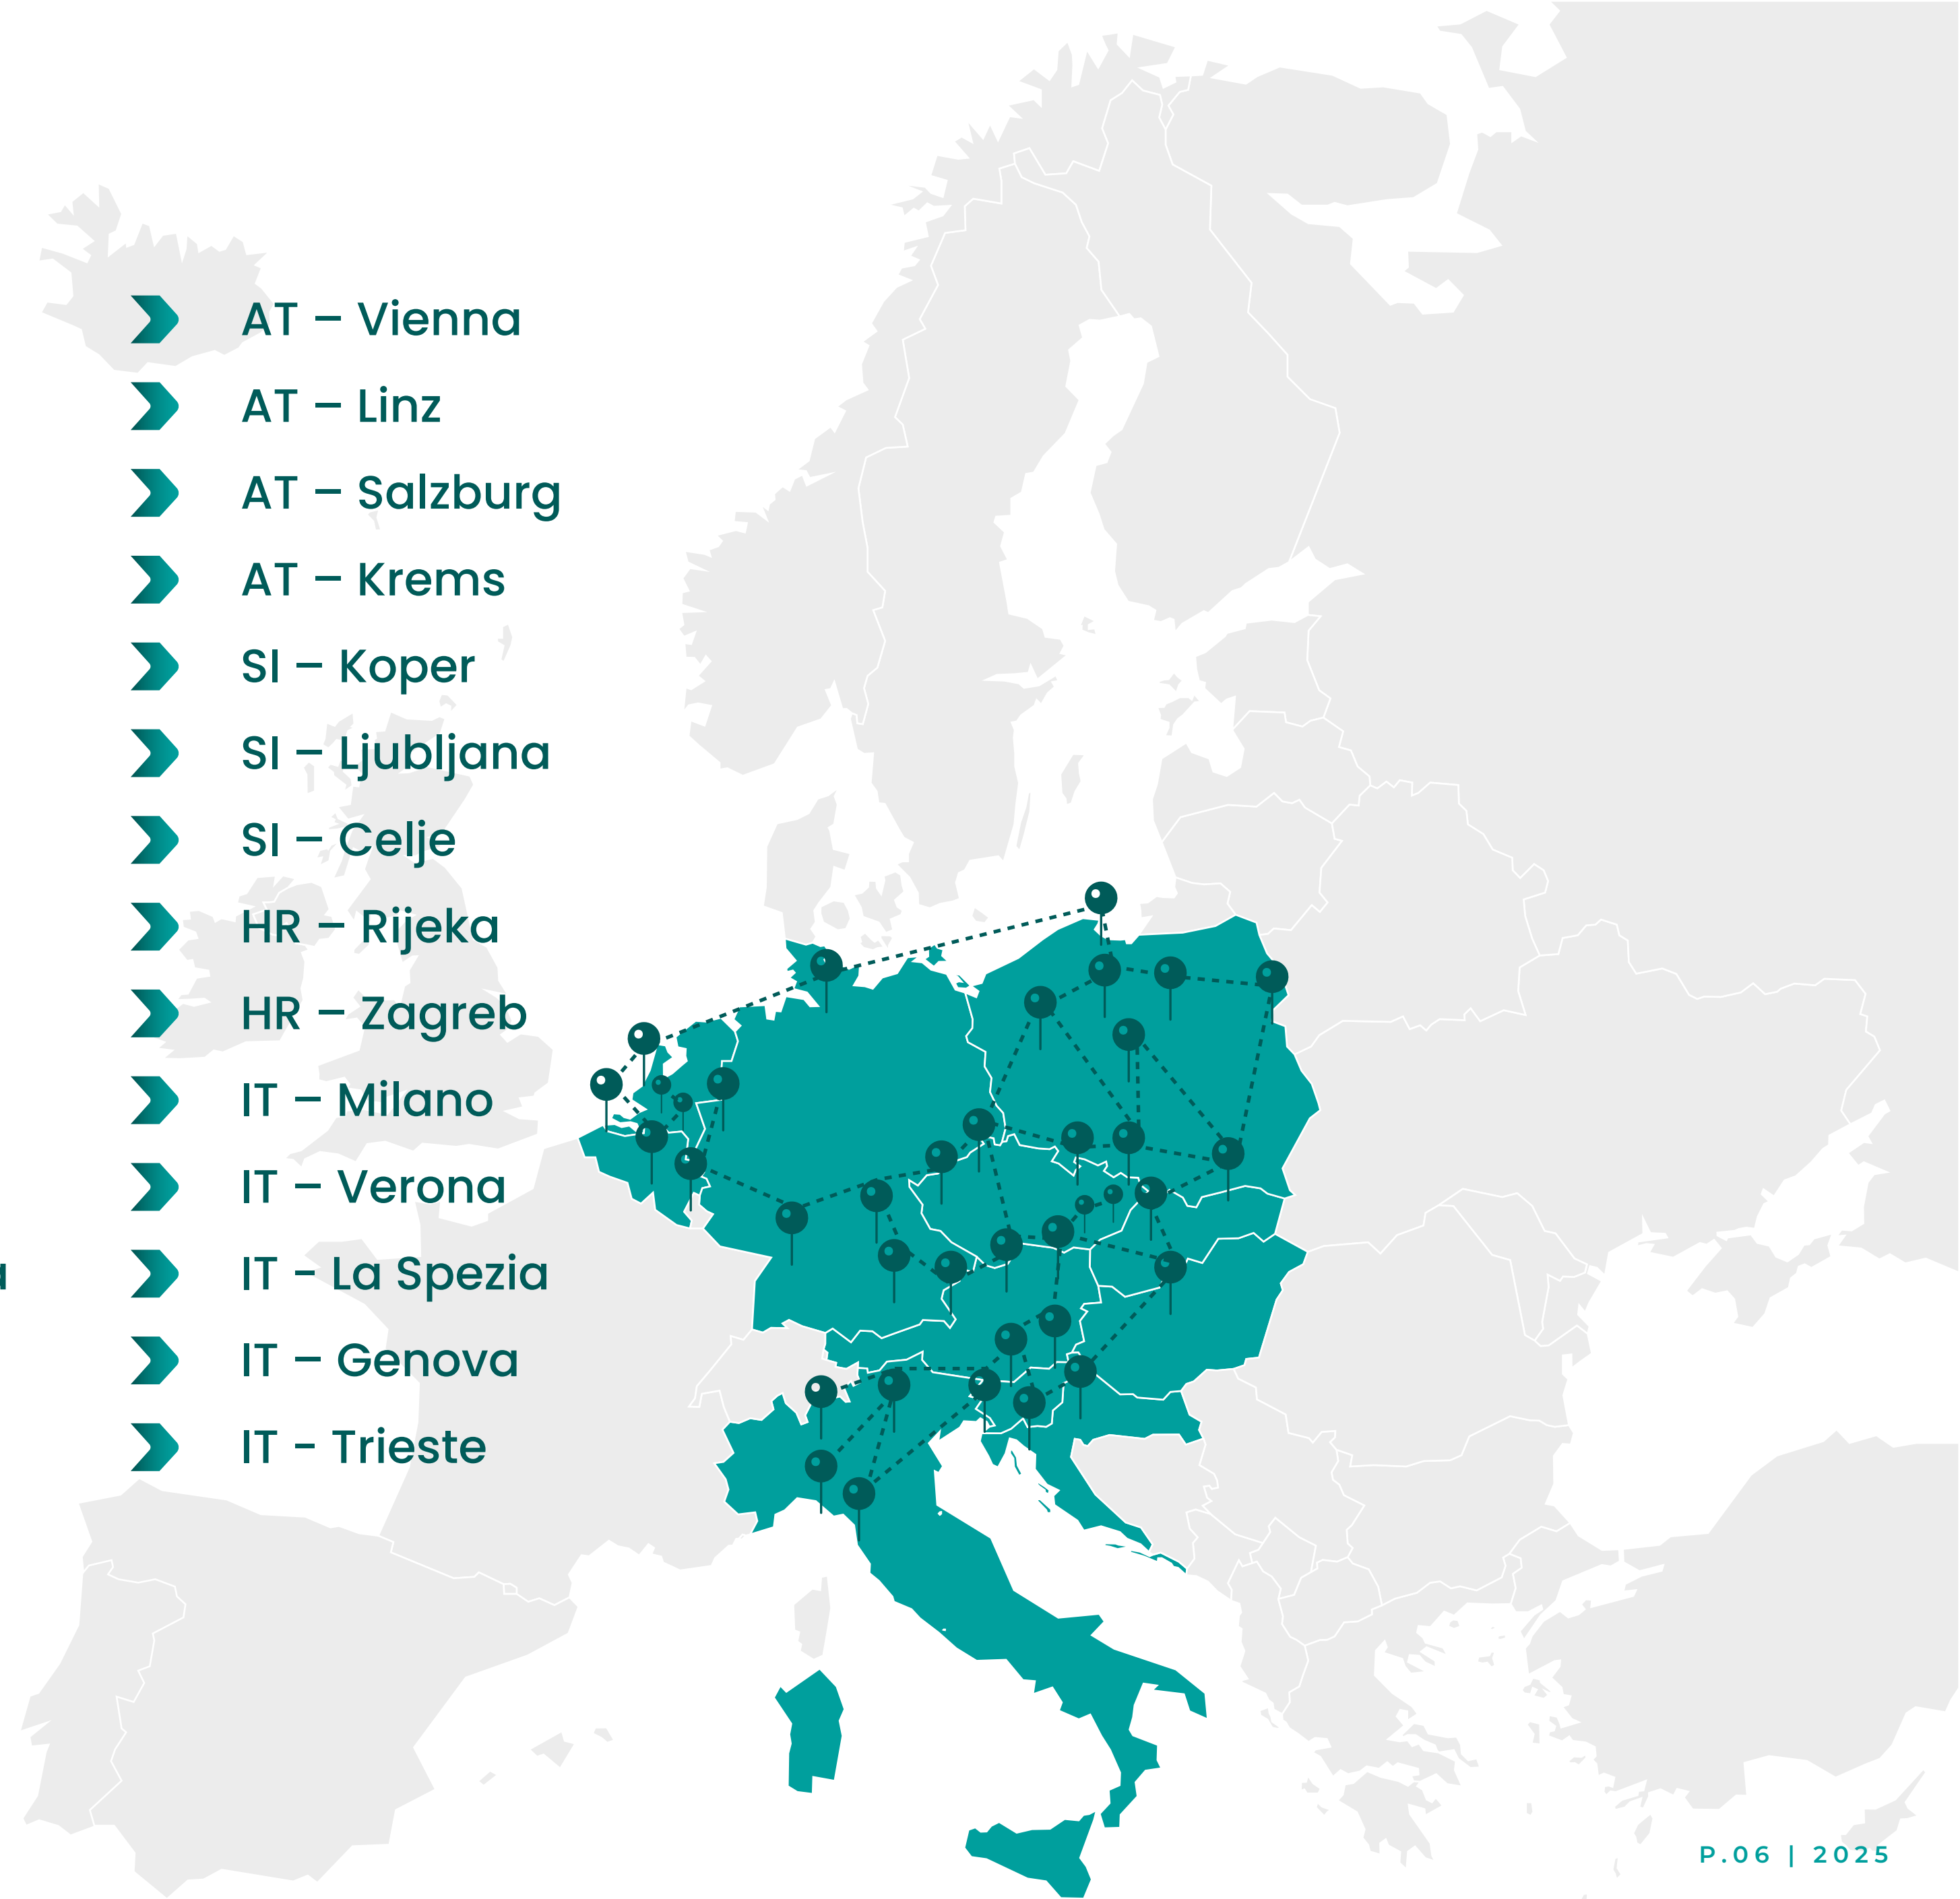 AT – Vienna
AT – Linz
AT – Salzburg
AT – Krems
SI – Koper
SI – Ljubljana
SI – Celje
HR – Rijeka
HR – Zagreb
IT – Milano
IT – Verona
IT – La Spezia
IT – Genova
IT - Trieste
P.06 | 2025